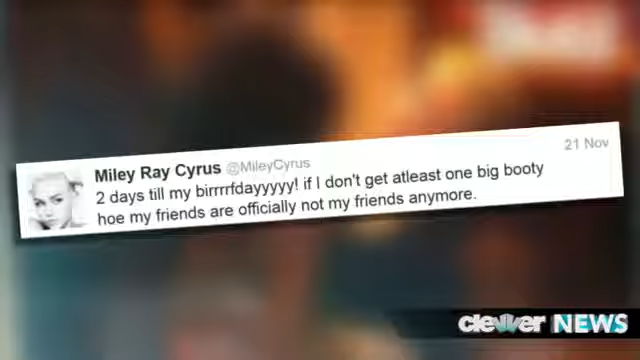 Miley Ray Cyrus @MileyCyrus
21 Nov
2 days till my birrrrfdayyyyy! if I don't get atleast one big booty
hoe my friends are officially not my friends anymore.
clevver NEWS